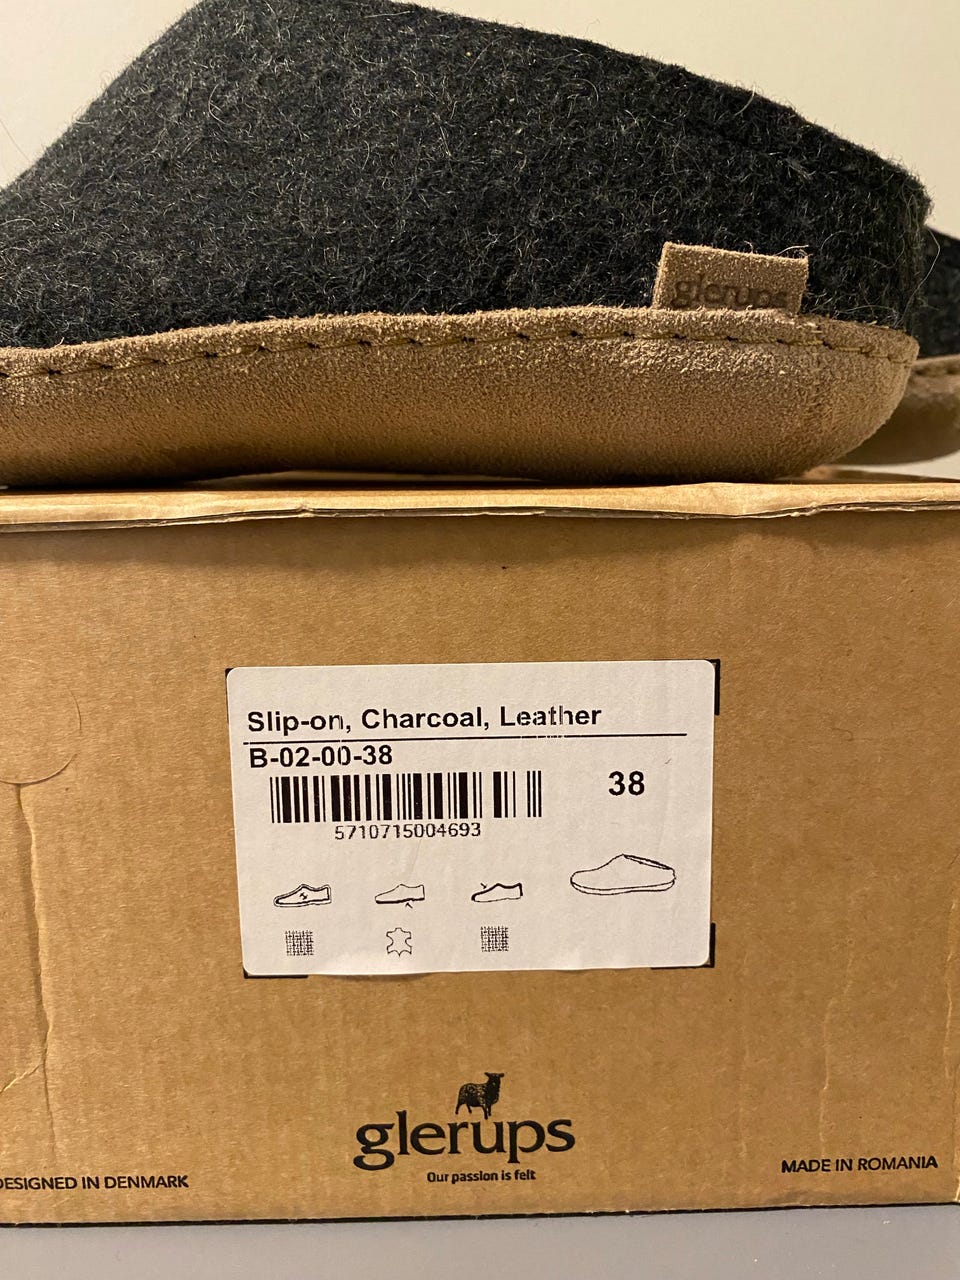 glerups
Slip-on, Charcoal, Leather
B-02-00-38
38
5710715004693
glerups
Our passion is felt
DESIGNED IN DENMARK
MADE IN ROMANIA